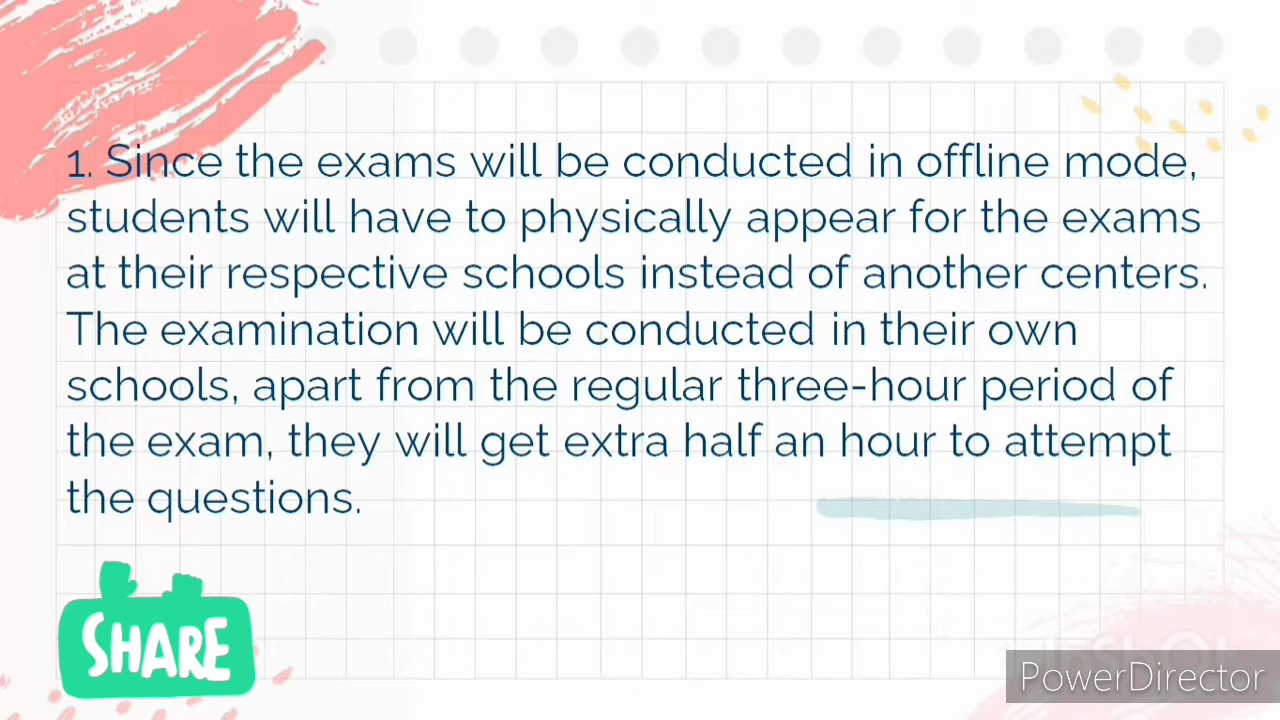 1. Since the exams will be conducted in offline mode,
students will have to physically appear for the exams
at their respective schools instead of another centers.
The examination will be conducted in their own
schools, apart from the regular three-hour period of
the exam, they will get extra half an hour to attempt
the questions.
SHARE
PowerDirector